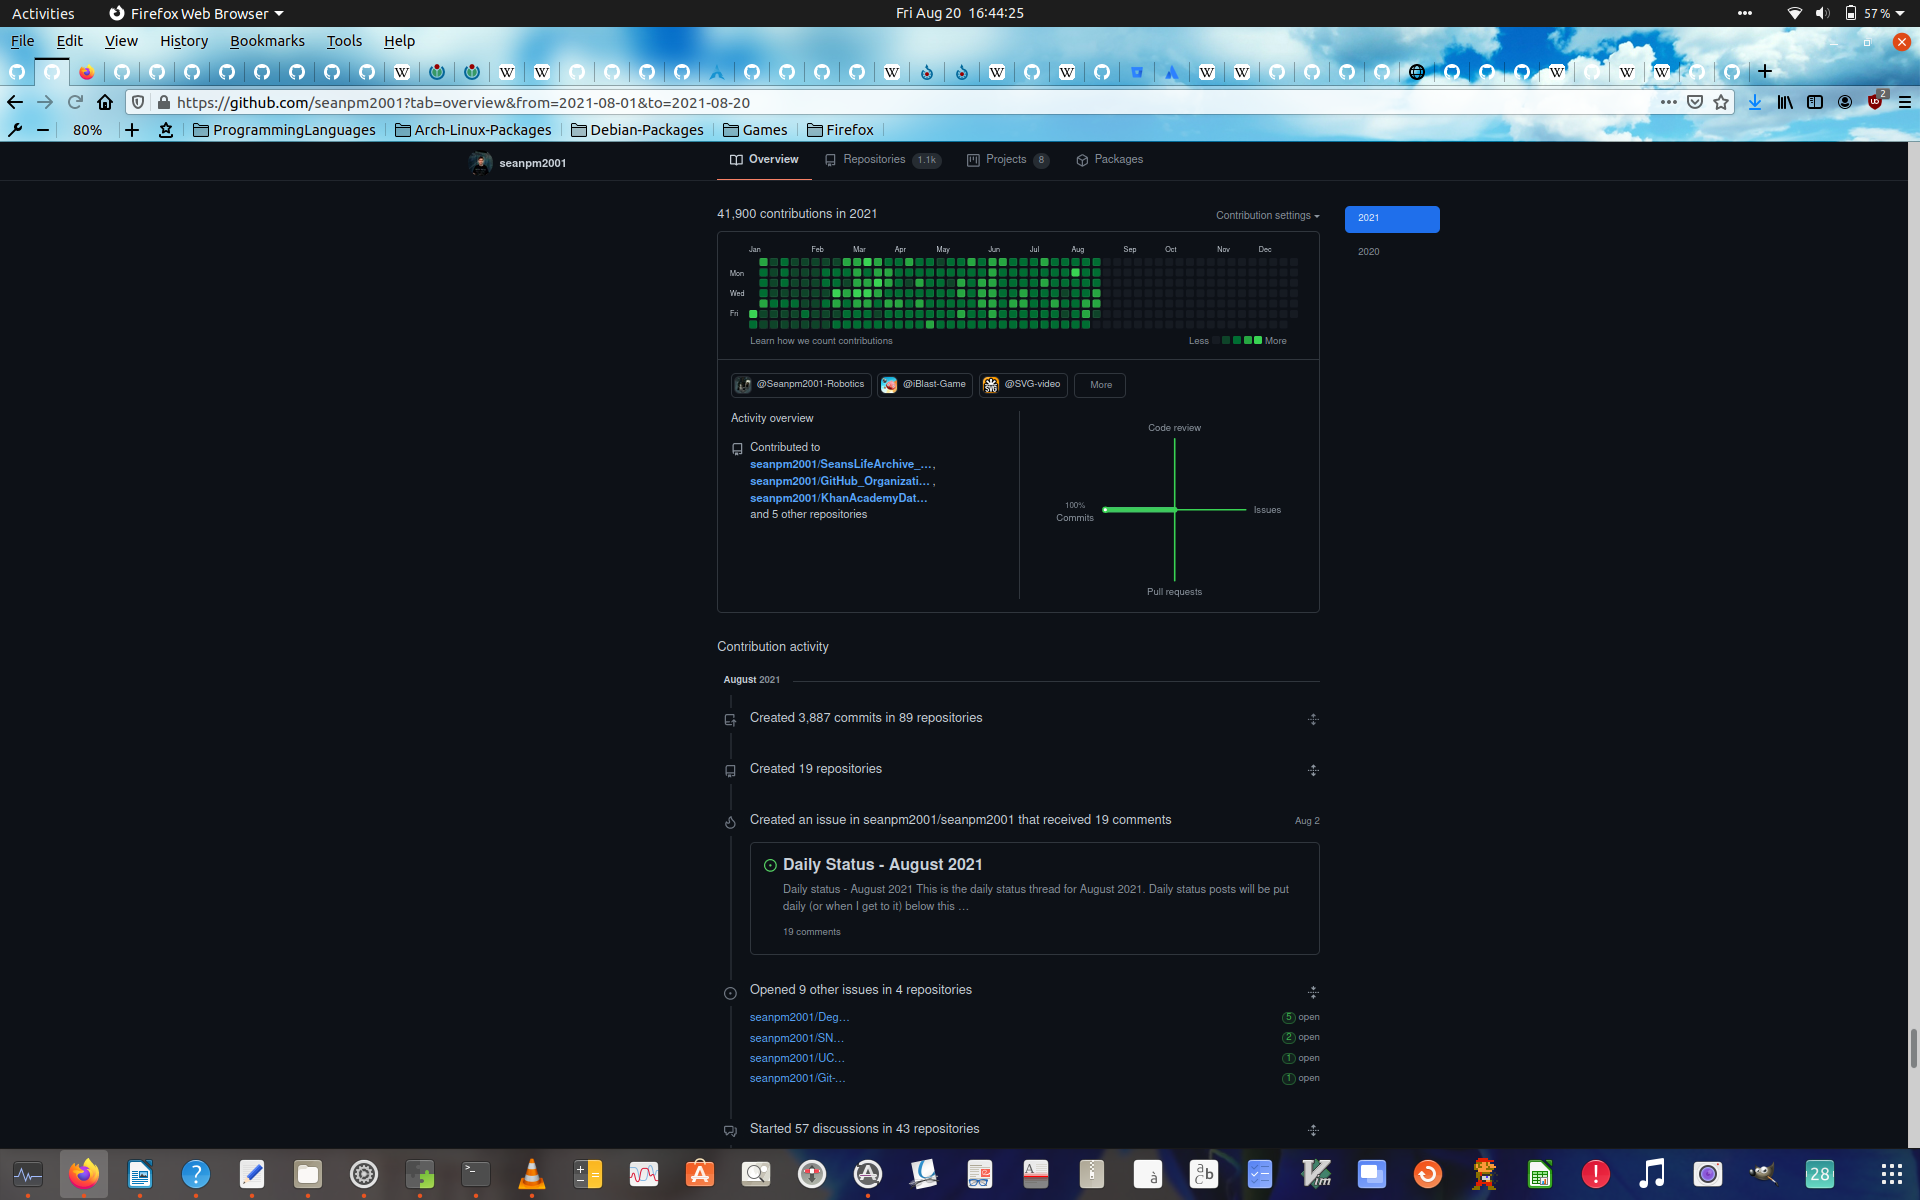 Activities
Firefox Web Browser
Fri Aug 20 16:44:25
57 %
File Edit View History Bookmarks Tools Help
https://github.com/seanpm2001?tab=overview&from=2021-08-01&to=2021-08-20
2
80%
ProgrammingLanguages
Arch-Linux-Packages
Debian-Packages
Games
Firefox
seanpm2001
Overview
Repositories 1.1k
Projects 8
Packages
41,900 contributions in 2021
Contribution settings
2021
2020
Jan Feb Mar Apr May Jun Jul Aug Sep Oct Nov Dec
Mon
Wed
Fri
Learn how we count contributions
Less More
@Seanpm2001-Robotics
@iBlast-Game
@SVG-video
More
Activity overview
Contributed to
seanpm2001/SeansLifeArchive_…,
seanpm2001/GitHub_Organizati… ,
seanpm2001/KhanAcademyDat…
and 5 other repositories
Code review
100%
Commits
Issues
Pull requests
Contribution activity
August 2021
Created 3,887 commits in 89 repositories
Created 19 repositories
Created an issue in seanpm2001/seanpm2001 that received 19 comments
Aug 2
Daily Status - August 2021
Daily status - August 2021 This is the daily status thread for August 2021. Daily status posts will be put
daily (or when I get to it) below this …
19 comments
Opened 9 other issues in 4 repositories
seanpm2001/Deg…
5 open
seanpm2001/SN…
2 open
seanpm2001/UC…
1 open
seanpm2001/Git-…
1 open
Started 57 discussions in 43 repositories
28